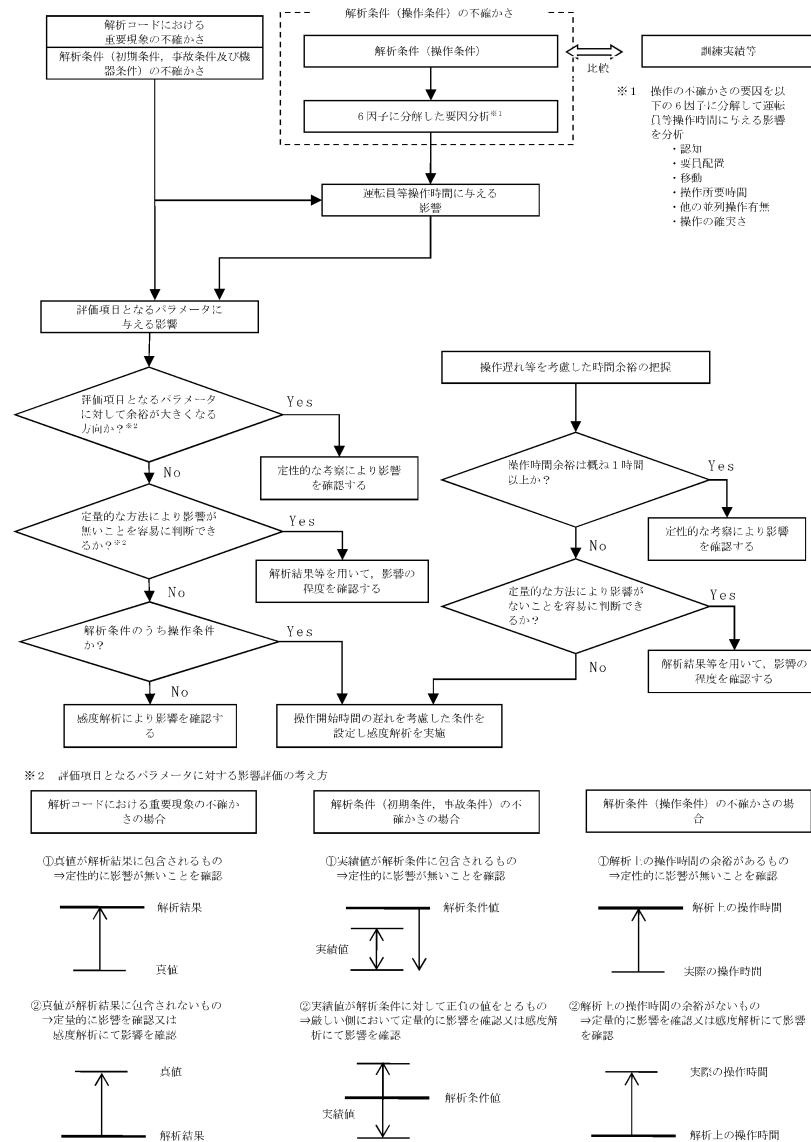 解析コードにおける
重要現象の不確かさ
解析条件（初期条件，事故条件及び機
器条件）の不確かさ
解析条件（操作条件）の不確かさ
解析条件（操作条件）
６因子に分解した要因分析※１
比較
訓練実績等
※１　操作の不確かさの要因を以
下の６因子に分解して運転
員等操作時間に与える影響
を分析
・認知
・要員配置
・移動
・操作所要時間
・他の並列操作有無
・操作の確実さ
運転員等操作時間に与える
影響
評価項目となるパラメータに
与える影響
評価項目となるパラメータ
に対して余裕が大きくなる
方向か？※２
Yes
定性的な考察により影響
を確認する
No
定量的な方法により影響が
無いことを容易に判断でき
るか？※２
Yes
解析結果等を用いて，影響の
程度を確認する
No
解析条件のうち操作条件
か？
Yes
No
感度解析により影響を確認す
る
操作開始時間の遅れを考慮した条件を
設定し感度解析を実施
操作遅れ等を考慮した時間余裕の把握
操作時間余裕は概ね１時間
以上か？
Yes
定性的な考察により影響
を確認する
No
定量的な方法により影響が
ないことを容易に判断でき
るか？
Yes
解析結果等を用いて，影響の
程度を確認する
No
※２　評価項目となるパラメータに対する影響評価の考え方
解析コードにおける重要現象の不確か
さの場合
①真値が解析結果に包含されるもの
⇒定性的に影響が無いことを確認
解析結果
真値
②真値が解析結果に包含されないもの
→定量的に影響を確認又は
感度解析にて影響を確認
真値
解析結果
解析条件（初期条件，事故条件）の不
確かさの場合
①実績値が解析条件に包含されるもの
⇒定性的に影響が無いことを確認
解析条件値
実績値
②実績値が解析条件に対して正負の値をとるもの
⇒厳しい側において定量的に影響を確認又は感度解
析にて影響を確認
解析条件値
実績値
解析条件（操作条件）の不確かさの場
合
①解析上の操作時間の余裕があるもの
⇒定性的に影響が無いことを確認
解析上の操作時間
実際の操作時間
②解析上の操作時間の余裕がないもの
⇒定量的に影響を確認又は感度解析にて影響
を確認
実際の操作時間
解析上の操作時間